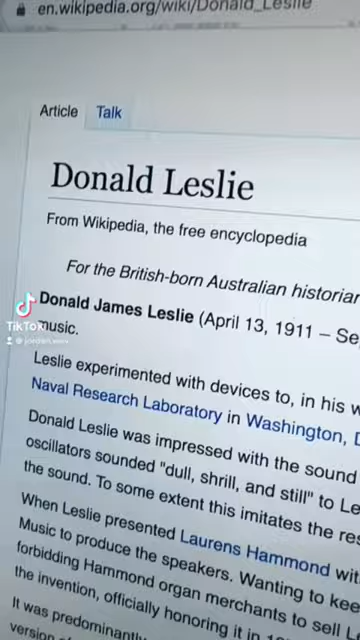 en.wikipedia.org/wiki/Donald_Leslie
Article Talk
Donald Leslie
From Wikipedia, the free encyclopedia
For the British-born Australian historian
Donald James Leslie (April 13, 1911 – Se
music.
Leslie experimented with devices to, in his w
Naval Research Laboratory in Washington, D
Donald Leslie was impressed with the sound
oscillators sounded "dull, shrill, and still" to Le
the sound. To some extent this imitates the res
When Leslie presented Laurens Hammond wit
Music to produce the speakers. Wanting to kee
forbidding Hammond organ merchants to sell L
the invention, officially honoring it in
It was predominantly
version
TikTok